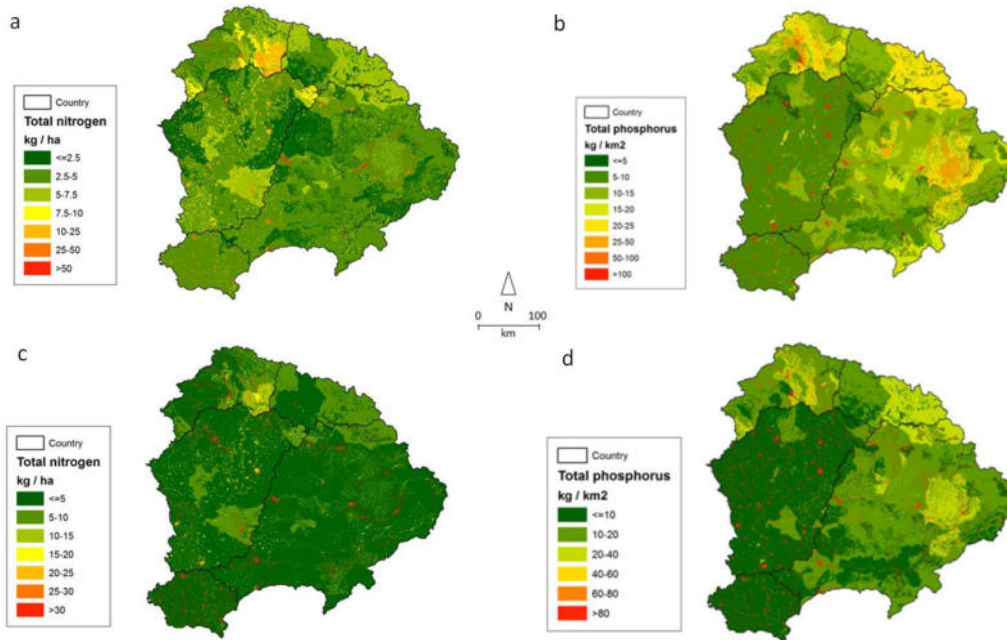 a
Country
Total nitrogen
kg / ha
<=2.5
2.5-5
5-7.5
7.5-10
10-25
25-50
>50
b
Country
Total phosphorus
kg / km2
<=5
5-10
10-15
15-20
20-25
25-50
50-100
>100
N
0 100
km
c
Country
Total nitrogen
kg / ha
<=5
5-10
10-15
15-20
20-25
25-30
>30
d
Country
Total phosphorus
kg / km2
<=10
10-20
20-40
40-60
60-80
>80